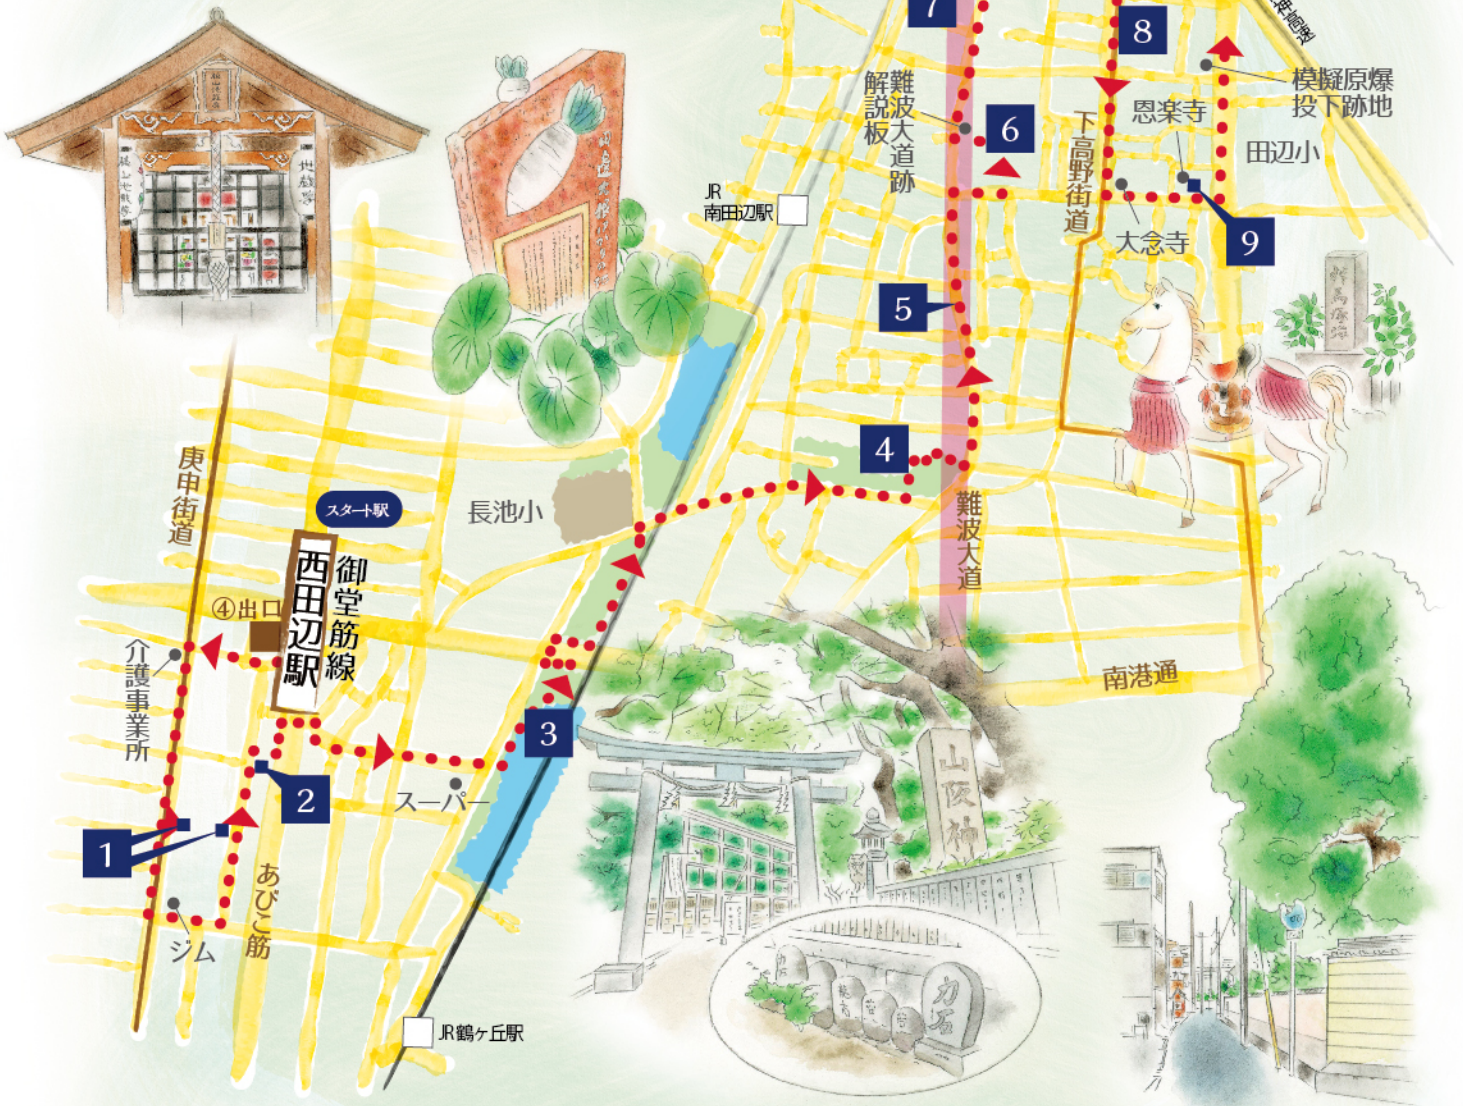 7
8
神高速
模擬原爆
投下跡地
難波大道跡
解説板
6
恩楽寺
田辺小
下高野街道
JR
南田辺駅
大念寺
9
5
4
庚申街道
スタート駅
長池小
難波大道
御堂筋線
西田辺駅
④出口
介護事業所
南港通
3
山阪神
スーパー
2
1
あびこ筋
ジム
力石
JR鶴ヶ丘駅